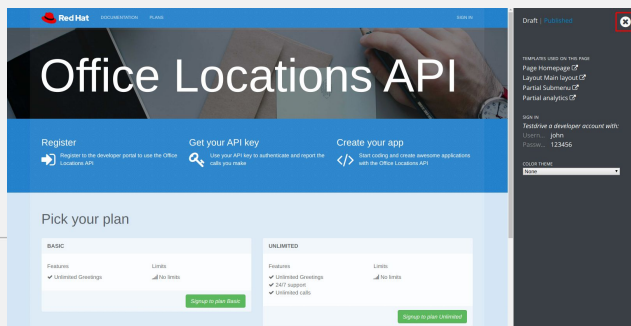 Red Hat DOCUMENTATION PLANS SIGN IN
Office Locations API
Register
Register to the developer portal to use the Office
Locations API
Get your API key
Use your API key to authenticate and report the
calls you make
Create your app
Start coding and create awesome applications
with the Office Locations API
Pick your plan
BASIC
Features
Unlimited Greetings
Limits
No limits
Signup to plan Basic
UNLIMITED
Features
Unlimited Greetings
24/7 support
Unlimited calls
Limits
No limits
Signup to plan Unlimited
Draft | Published
TEMPLATES USED ON THIS PAGE
Page Homepage
Layout Main layout
Partial Submenu
Partial analytics
SIGN IN
Testdrive a developer account with:
Usern... john
Passw... 123456
COLOR THEME
None